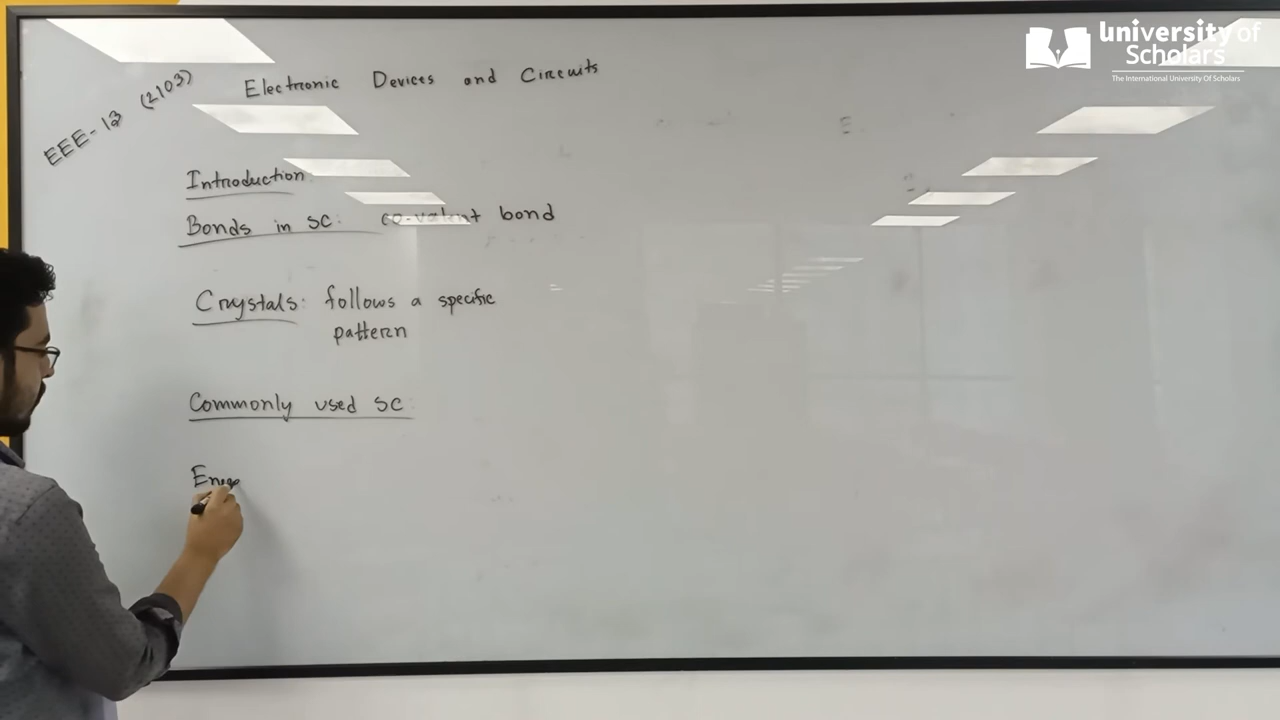 University of
Scholars
The International University Of Scholars
EEE-13 (2103)
Electronic Devices and Circuits
Introduction
Bonds in SC: co-valent bond
Crystals: follows a specific
pattern
Commonly used SC